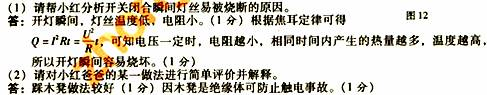 (1) 请帮小红分析开关闭合瞬间灯丝易被烧断的原因。
答: 开灯瞬间,灯丝温度低、电阻小。(1 分) 根据焦耳定律可得
图 12
Q=I²Rt=U²/R t, 可知电压一定时,电阻越小,相同时间内产生的热量越多,温度越高,
所以开灯瞬间容易烧坏。(1 分)
(2) 请对小红爸爸的某一做法进行简单评价并解释。
答: 踩木凳做法较好 (1 分) 因木凳是绝缘体可防止触电事故。(1 分)